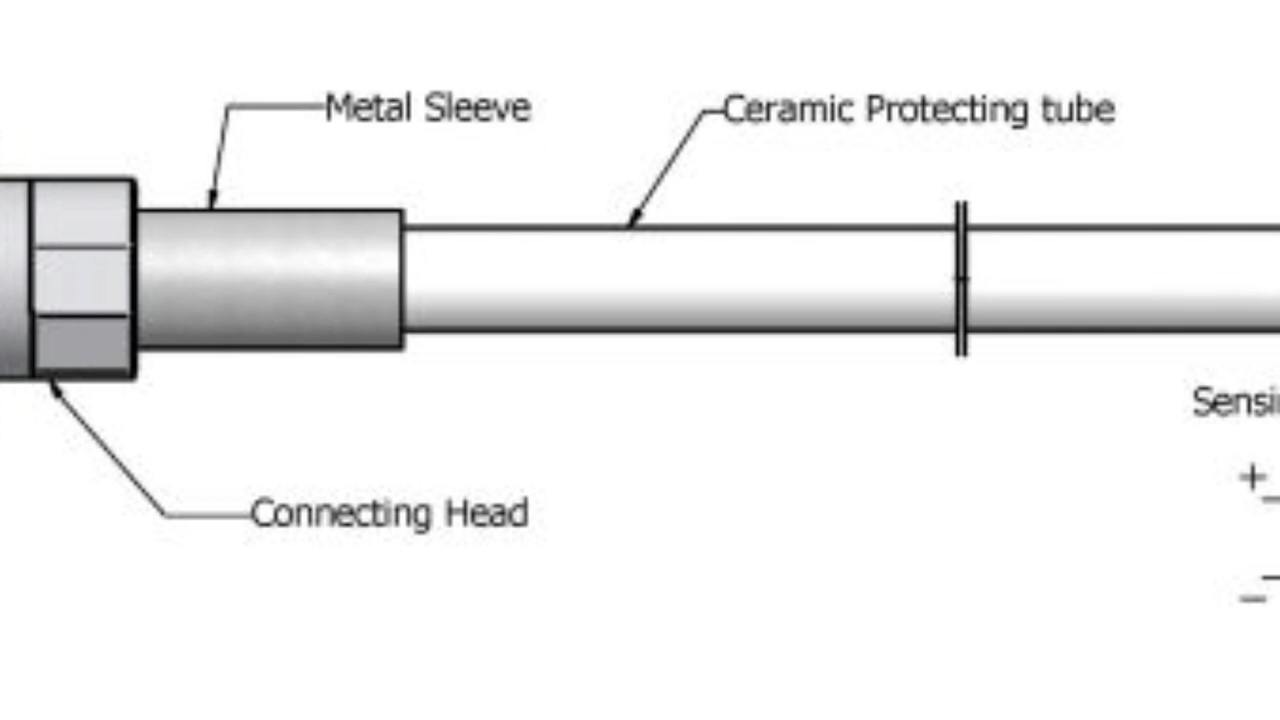 Metal Sleeve
Ceramic Protecting tube
Connecting Head
+
−